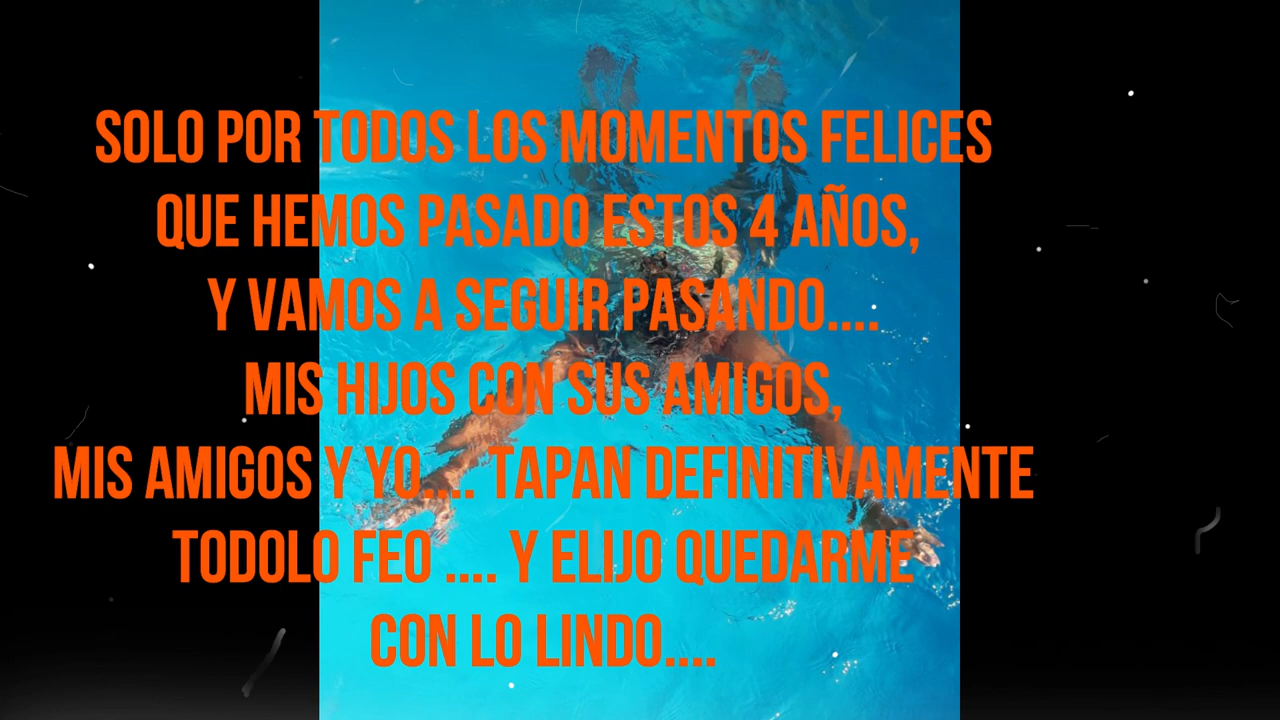 SOLO POR TODOS LOS MOMENTOS FELICES
QUE HEMOS PASADO ESTOS 4 AÑOS,
Y VAMOS A SEGUIR PASANDO....
MIS HIJOS CON SUS AMIGOS,
MIS AMIGOS Y YO.... TAPAN DEFINITIVAMENTE
TODOLO FEO .... Y ELIJO QUEDARME
CON LO LINDO....